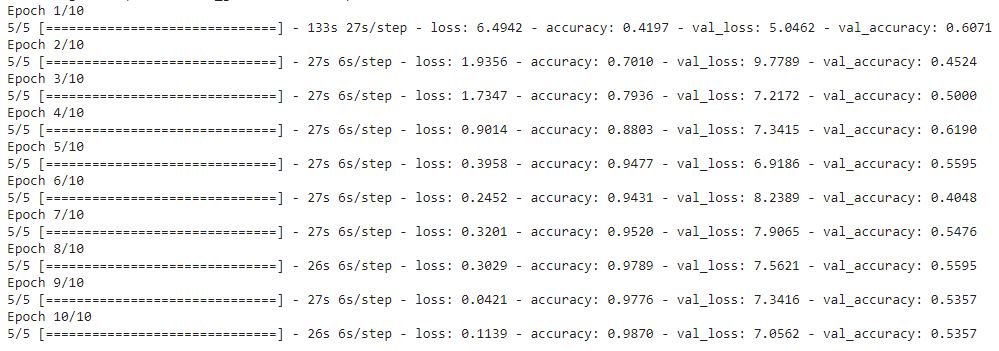 Epoch 1/10
5/5 [==============================] - 133s 27s/step - loss: 6.4942 - accuracy: 0.4197 - val_loss: 5.0462 - val_accuracy: 0.6071
Epoch 2/10
5/5 [==============================] - 27s 6s/step - loss: 1.9356 - accuracy: 0.7010 - val_loss: 9.7789 - val_accuracy: 0.4524
Epoch 3/10
5/5 [==============================] - 27s 6s/step - loss: 1.7347 - accuracy: 0.7936 - val_loss: 7.2172 - val_accuracy: 0.5000
Epoch 4/10
5/5 [==============================] - 27s 6s/step - loss: 0.9014 - accuracy: 0.8803 - val_loss: 7.3415 - val_accuracy: 0.6190
Epoch 5/10
5/5 [==============================] - 27s 6s/step - loss: 0.3958 - accuracy: 0.9477 - val_loss: 6.9186 - val_accuracy: 0.5595
Epoch 6/10
5/5 [==============================] - 27s 6s/step - loss: 0.2452 - accuracy: 0.9431 - val_loss: 8.2389 - val_accuracy: 0.4048
Epoch 7/10
5/5 [==============================] - 27s 6s/step - loss: 0.3201 - accuracy: 0.9520 - val_loss: 7.9065 - val_accuracy: 0.5476
Epoch 8/10
5/5 [==============================] - 26s 6s/step - loss: 0.3029 - accuracy: 0.9789 - val_loss: 7.5621 - val_accuracy: 0.5595
Epoch 9/10
5/5 [==============================] - 27s 6s/step - loss: 0.0421 - accuracy: 0.9776 - val_loss: 7.3416 - val_accuracy: 0.5357
Epoch 10/10
5/5 [==============================] - 26s 6s/step - loss: 0.1139 - accuracy: 0.9870 - val_loss: 7.0562 - val_accuracy: 0.5357